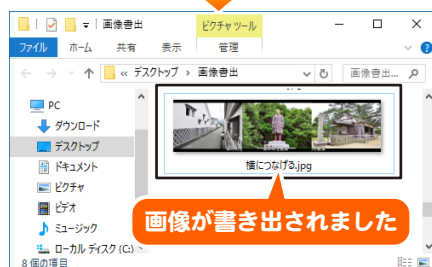 画像書出
ピクチャ ツール
ファイル ホーム 共有 表示 管理
« デスクトップ › 画像書出 画像書出...
PC
ダウンロード
デスクトップ
ドキュメント
ピクチャ
ビデオ
ミュージック
ローカル ディスク (C:)
横につなげる.jpg
画像が書き出されました
8 個の項目